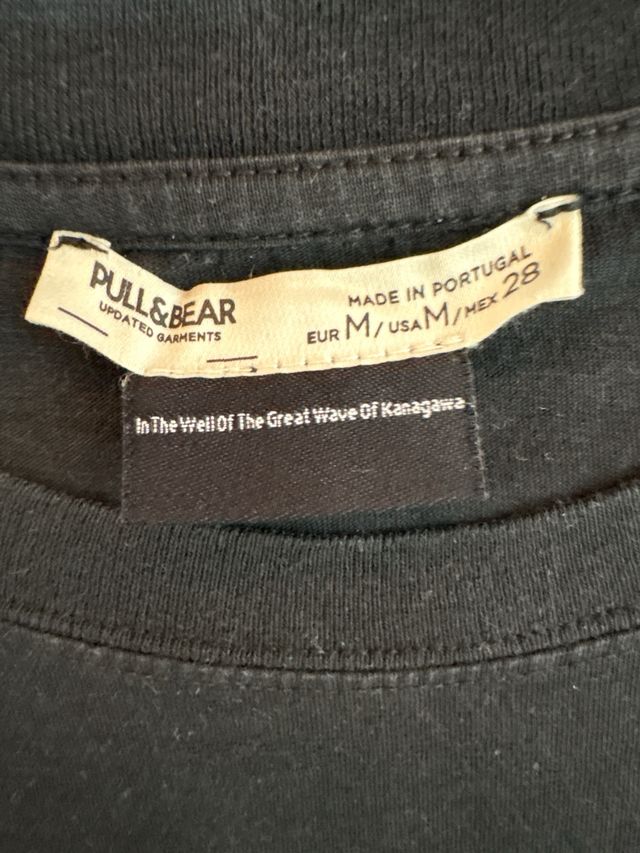 PULL&BEAR
UPDATED GARMENTS
MADE IN PORTUGAL
EUR M/USA M/MEX 28
In The Well Of The Great Wave Of Kanagawa